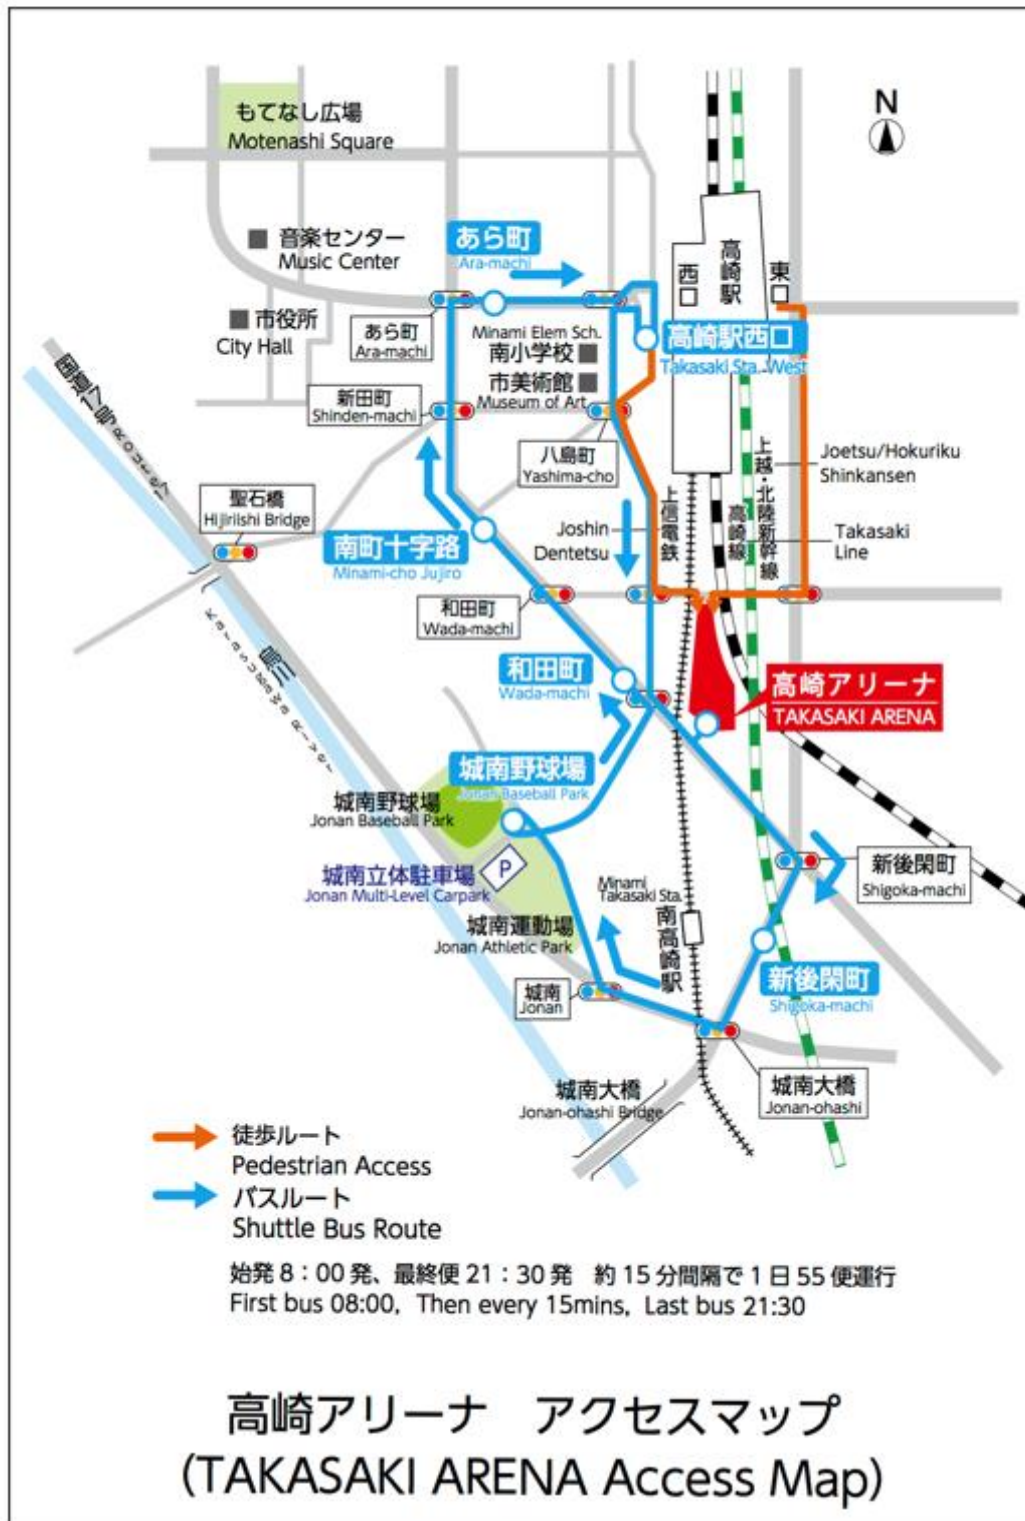 もてなし広場
Motenashi Square
N
音楽センター
Music Center
あら町
Ara-machi
西口
高崎駅
東口
市役所
City Hall
あら町
Ara-machi
Minami Elem Sch.
南小学校
市美術館
Museum of Art
高崎駅西口
Takasaki Sta. West
新田町
Shinden-machi
国道17号
Route 17
八島町
Yashima-cho
上信電鉄
Joshin
Dentetsu
上越・北陸新幹線
Joetsu/Hokuriku
Shinkansen
高崎線
Takasaki
Line
聖石橋
Hijiriishi Bridge
南町十字路
Minami-cho Jujiro
和田町
Wada-machi
烏川
Karasugawa River
和田町
Wada-machi
高崎アリーナ
TAKASAKI ARENA
城南野球場
Jonan Baseball Park
城南野球場
Jonan Baseball Park
城南立体駐車場
Jonan Multi-Level Carpark
P
新後閑町
Shigoka-machi
Minami
Takasaki Sta.
南高崎駅
城南運動場
Jonan Athletic Park
新後閑町
Shigoka-machi
城南
Jonan
城南大橋
Jonan-ohashi Bridge
城南大橋
Jonan-ohashi
徒歩ルート
Pedestrian Access
バスルート
Shuttle Bus Route
始発 8：00 発、最終便 21：30 発 約 15 分間隔で 1 日 55 便運行
First bus 08:00, Then every 15mins, Last bus 21:30
高崎アリーナ アクセスマップ
(TAKASAKI ARENA Access Map)